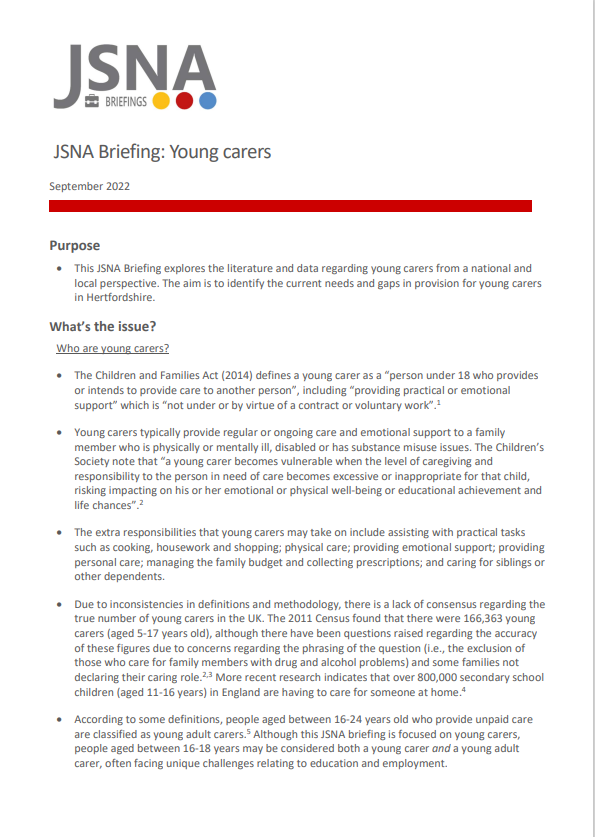 JSNA
BRIEFINGS
JSNA Briefing: Young carers
September 2022
Purpose
• This JSNA Briefing explores the literature and data regarding young carers from a national and
local perspective. The aim is to identify the current needs and gaps in provision for young carers
in Hertfordshire.
What's the issue?
Who are young carers?
• The Children and Families Act (2014) defines a young carer as a "person under 18 who provides
or intends to provide care to another person", including "providing practical or emotional
support" which is "not under or by virtue of a contract or voluntary work".1
• Young carers typically provide regular or ongoing care and emotional support to a family
member who is physically or mentally ill, disabled or has substance misuse issues. The Children's
Society note that "a young carer becomes vulnerable when the level of caregiving and
responsibility to the person in need of care becomes excessive or inappropriate for that child,
risking impacting on his or her emotional or physical well-being or educational achievement and
life chances".2
• The extra responsibilities that young carers may take on include assisting with practical tasks
such as cooking, housework and shopping; physical care; providing emotional support; providing
personal care; managing the family budget and collecting prescriptions; and caring for siblings or
other dependents.
• Due to inconsistencies in definitions and methodology, there is a lack of consensus regarding the
true number of young carers in the UK. The 2011 Census found that there were 166,363 young
carers (aged 5-17 years old), although there have been questions raised regarding the accuracy
of these figures due to concerns regarding the phrasing of the question (i.e., the exclusion of
those who care for family members with drug and alcohol problems) and some families not
declaring their caring role.2,3 More recent research indicates that over 800,000 secondary school
children (aged 11-16 years) in England are having to care for someone at home.4
• According to some definitions, people aged between 16-24 years old who provide unpaid care
are classified as young adult carers.5 Although this JSNA briefing is focused on young carers,
people aged between 16-18 years may be considered both a young carer and a young adult
carer, often facing unique challenges relating to education and employment.